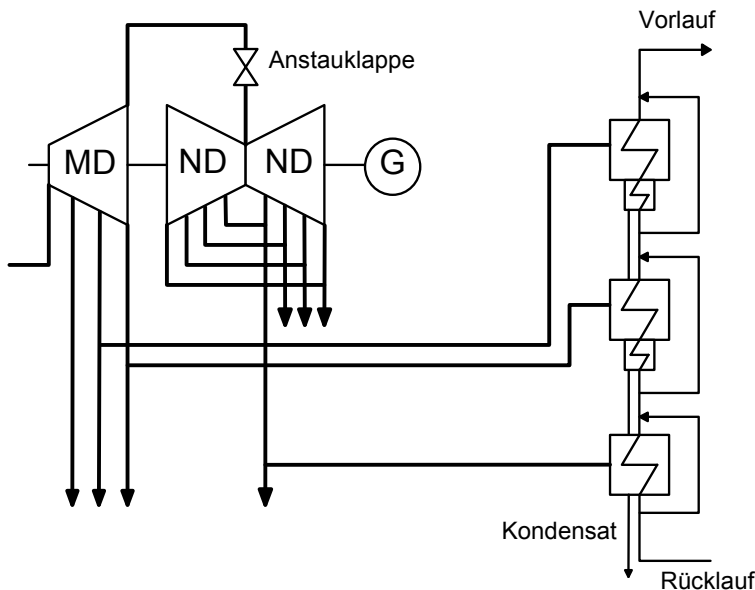 Vorlauf
Anstauklappe
MD
ND
ND
G
Kondensat
Rücklauf